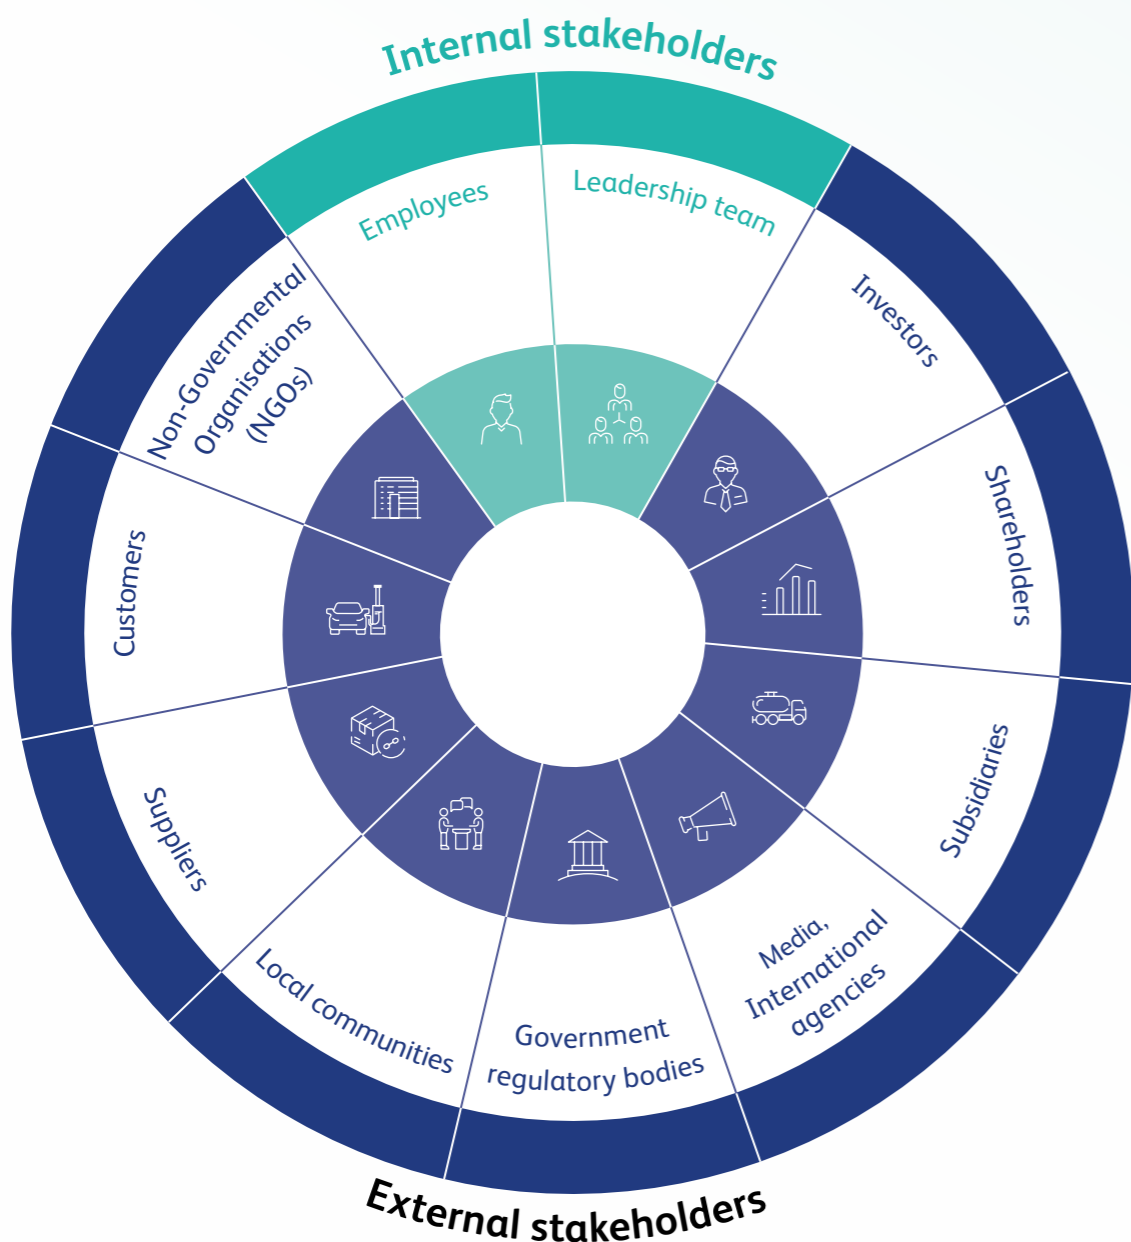 Internal stakeholders
Employees
Leadership team
Investors
Shareholders
Subsidiaries
Media,
International
agencies
Government
regulatory bodies
Local communities
Suppliers
Customers
Non-Governmental
Organisations
(NGOs)
External stakeholders